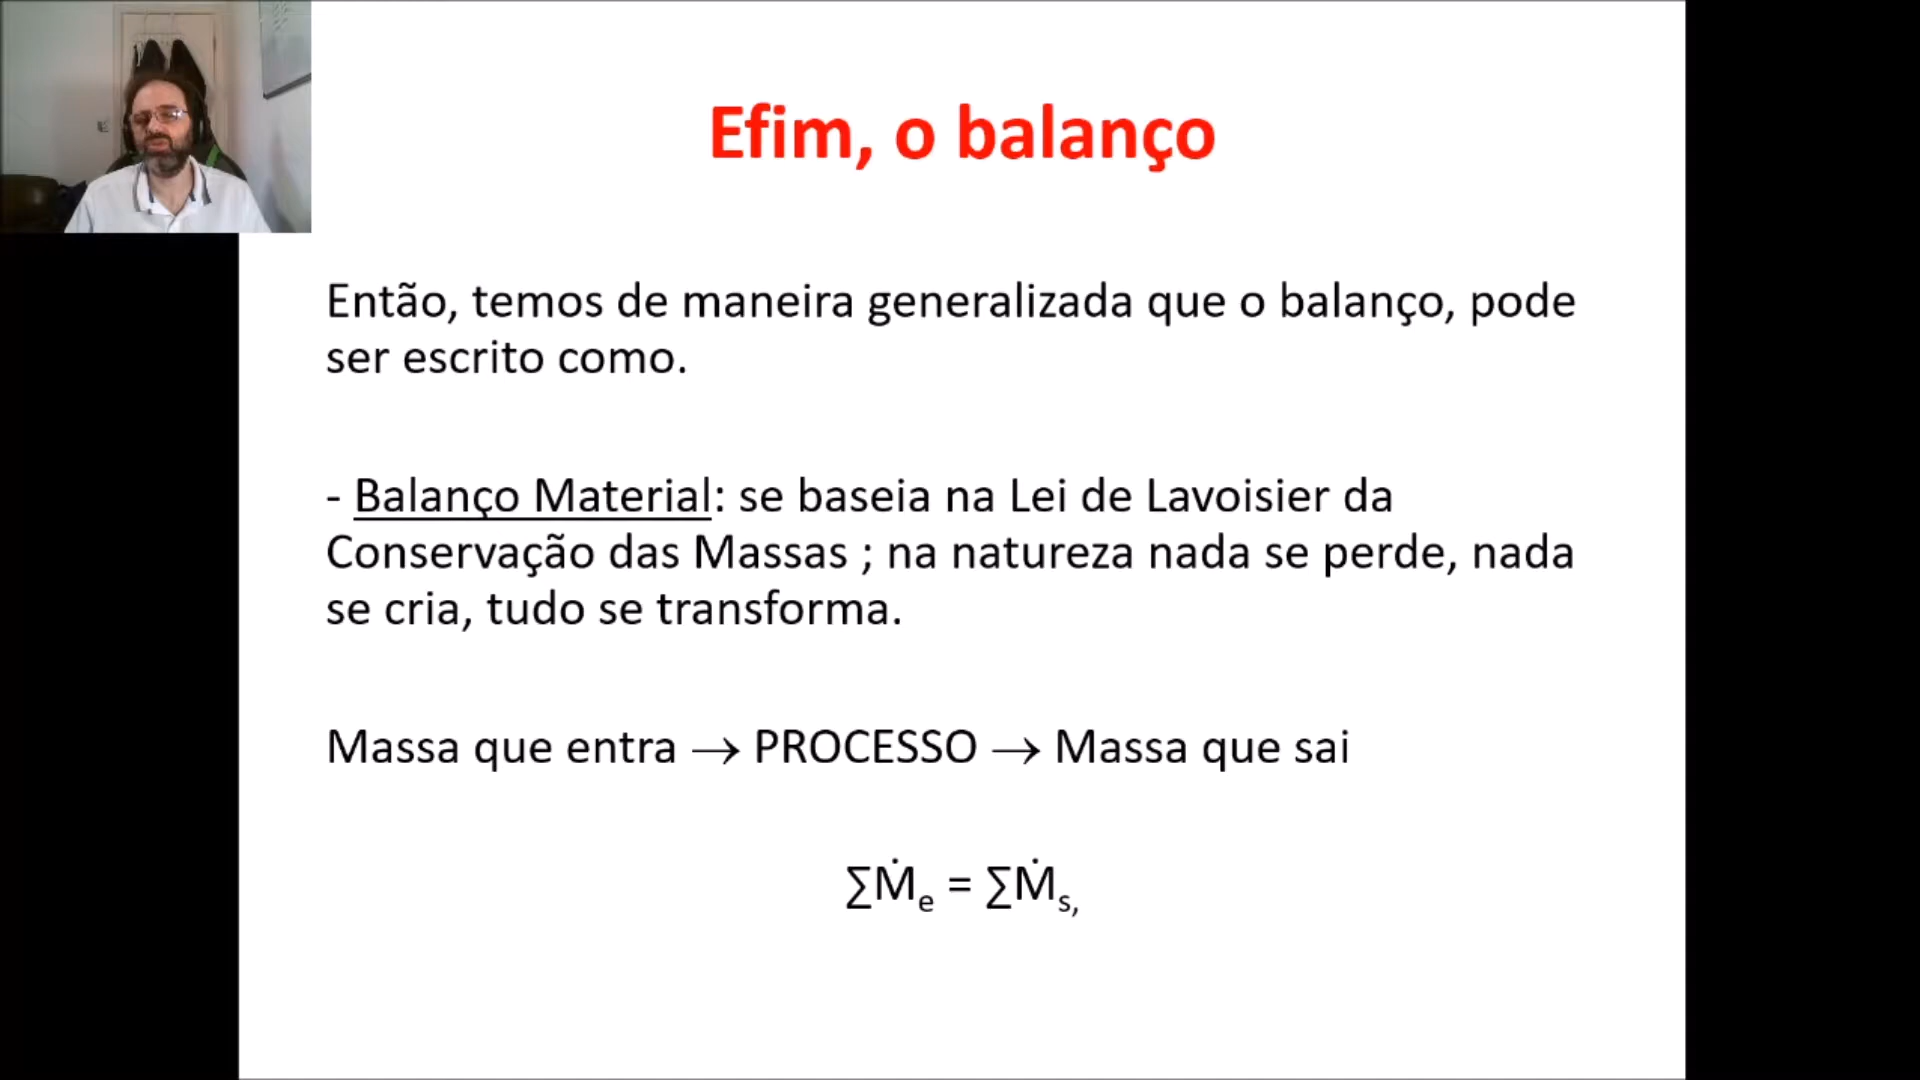 Efim, o balanço
Então, temos de maneira generalizada que o balanço, pode
ser escrito como.
- Balanço Material: se baseia na Lei de Lavoisier da
Conservação das Massas ; na natureza nada se perde, nada
se cria, tudo se transforma.
Massa que entra → PROCESSO → Massa que sai
∑Ṁₑ = ∑Ṁₛ,